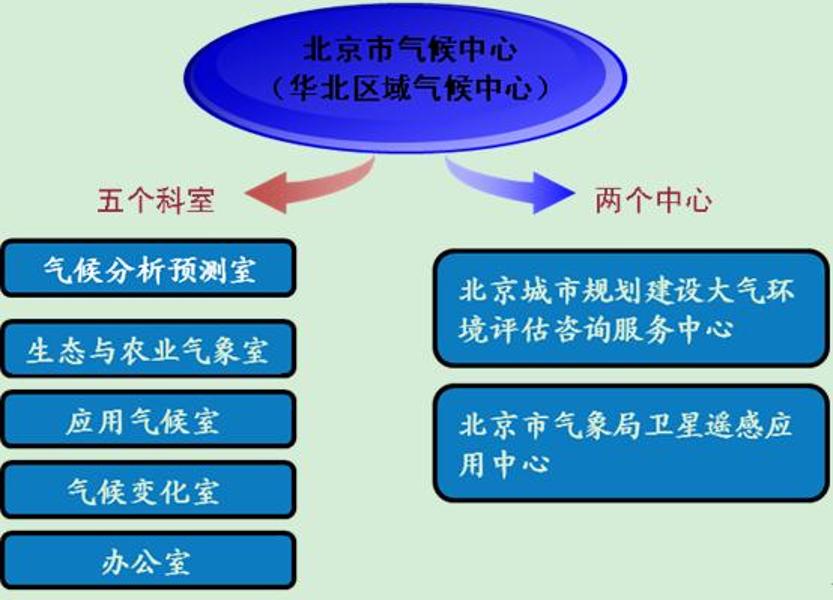 北京市气候中心
（华北区域气候中心）
五个科室
两个中心
气候分析预测室
生态与农业气象室
应用气候室
气候变化室
办公室
北京城市规划建设大气环
境评估咨询服务中心
北京市气象局卫星遥感应
用中心